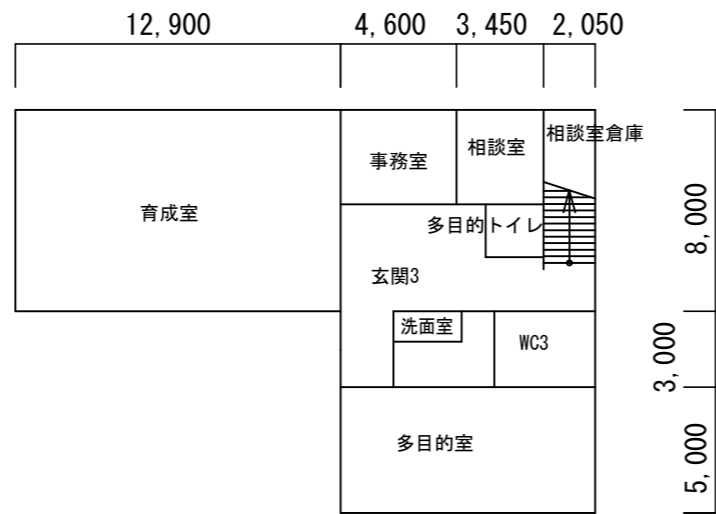 12,900
4,600
3,450
2,050
相談室倉庫
相談室
事務室
育成室
多目的トイレ
8,000
玄関3
洗面室
WC3
3,000
多目的室
5,000